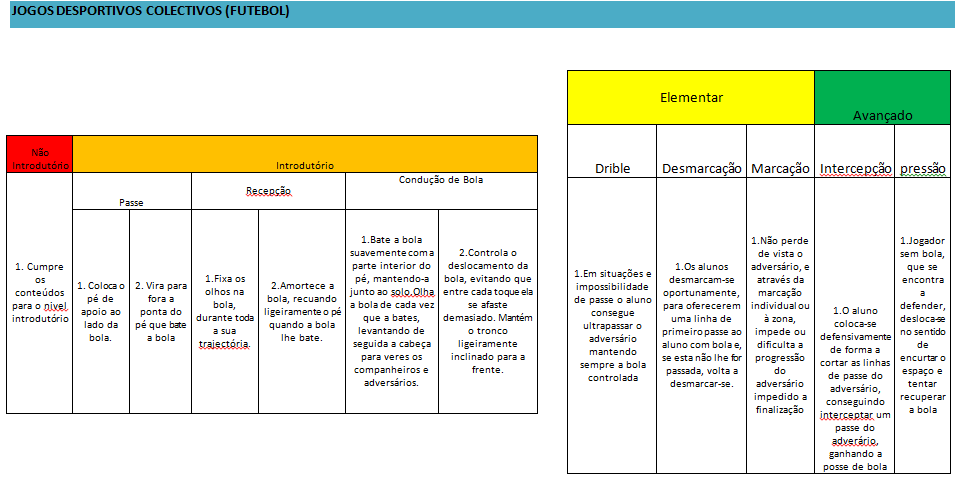 JOGOS DESPORTIVOS COLECTIVOS (FUTEBOL)
Não
Introdutório
Introdutório
Passe
Recepção
Condução de Bola
1. Cumpre
os
conteúdos
para o nível
introdutório
1. Coloca o
pé de
apoio ao
lado da
bola.
2. Vira para
fora a
ponta do
pé que bate
a bola
1.Fixa os
olhos na
bola,
durante toda
a sua
trajectória.
2.Amortece a
bola, recuando
ligeiramente o pé
quando a bola
lhe bate.
1.Bate a bola
suavemente com a
parte interior do
pé, mantendo-a
junto ao solo.Olha
a bola de cada vez
que a bates,
levantando de
seguida a cabeça
para veres os
companheiros e
adversários.
2.Controla o
deslocamento da
bola, evitando que
entre cada toque ela
se afaste
demasiado. Mantém
o tronco
ligeiramente
inclinado para a
frente.
Elementar
Avançado
Drible
Desmarcação
Marcação
Intercepção
pressão
1.Em situações e
impossibilidade
de passe o aluno
consegue
ultrapassar o
adversário
mantendo
sempre a bola
controlada
1.Os alunos
desmarcam-se
oportunamente,
para oferecerem
uma linha de
primeiro passe ao
aluno com bola e,
se esta não lhe for
passada, volta a
desmarcar-se.
1.Não perde
de vista o
adversário, e
através da
marcação
individual ou
à zona,
impede ou
dificulta a
progressão
do
adversário
impedido a
finalização
1.O aluno
coloca-se
defensivamente
de forma a
cortar as linhas
de passe do
adversário,
conseguindo
interceptar um
passe do
adverário,
ganhando a
posse de bola
1.Jogador
sem bola,
que se
encontra
a
defender,
desloca-se
no sentido
de
encurtar o
espaço e
tentar
recuperar
a bola